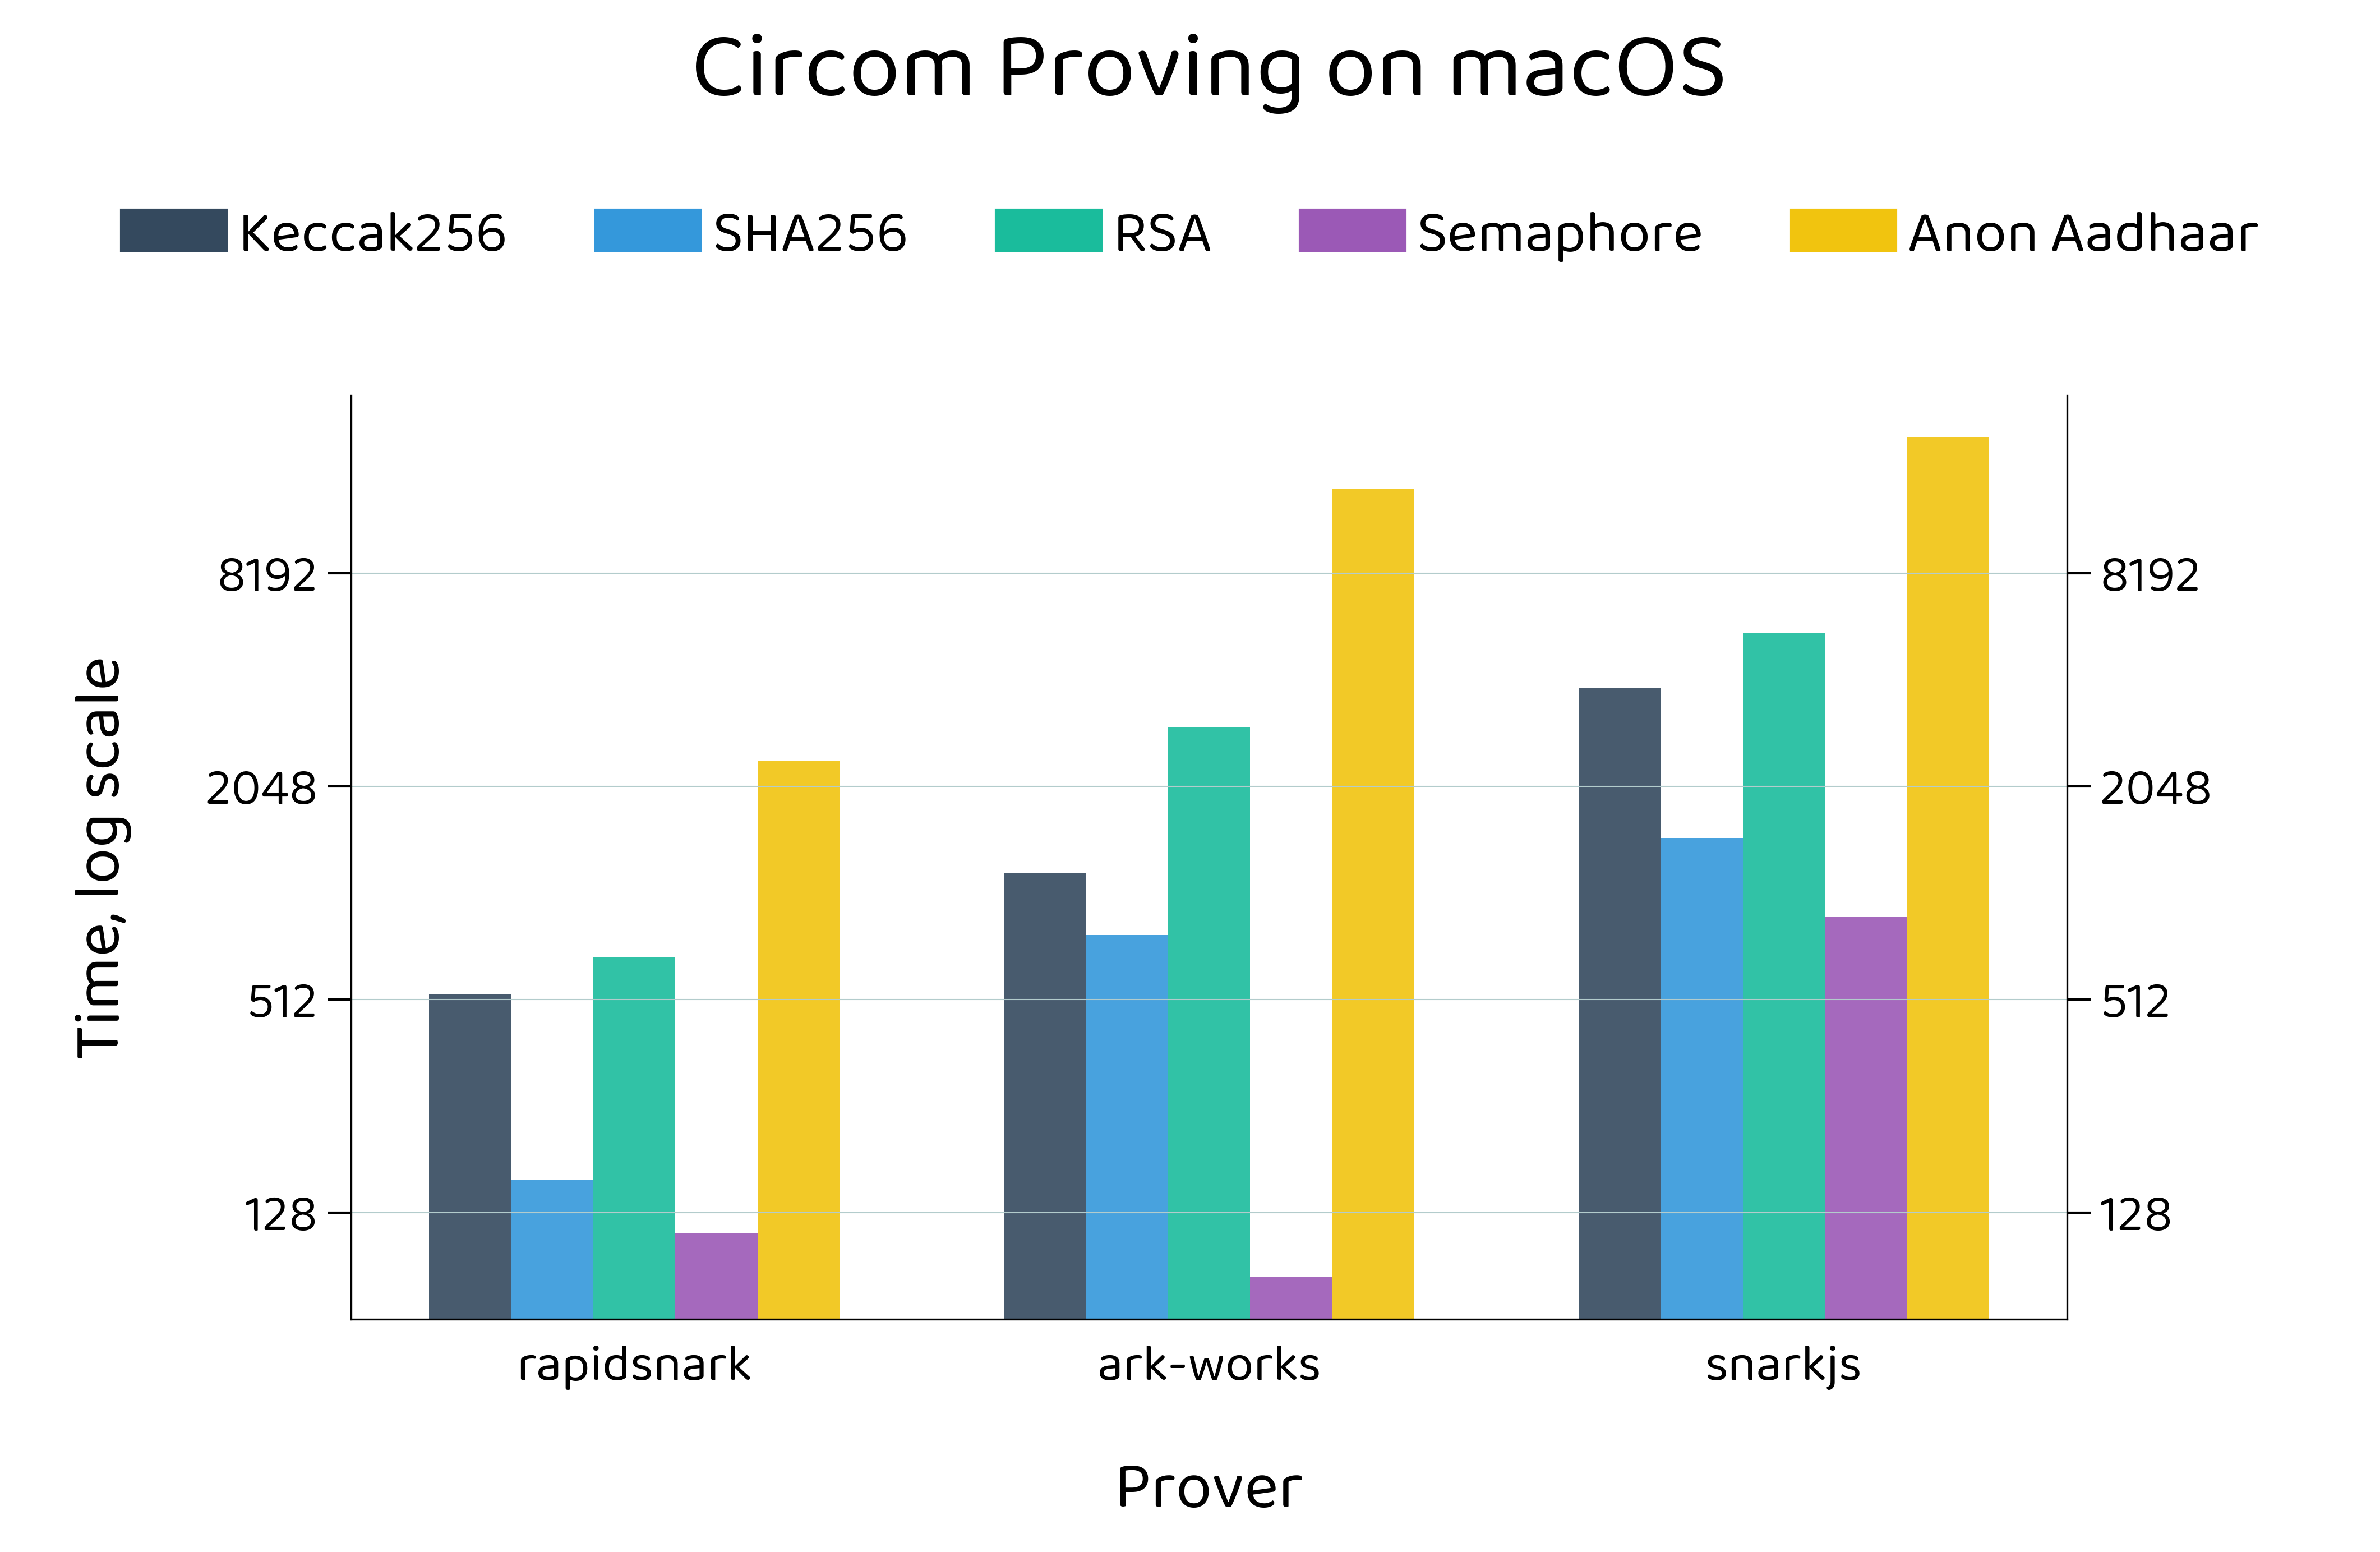 Circom Proving on macOS
Keccak256 SHA256 RSA Semaphore Anon Aadhaar
Time, log scale
8192 8192
2048 2048
512 512
128 128
rapidsnark ark-works snarkjs
Prover